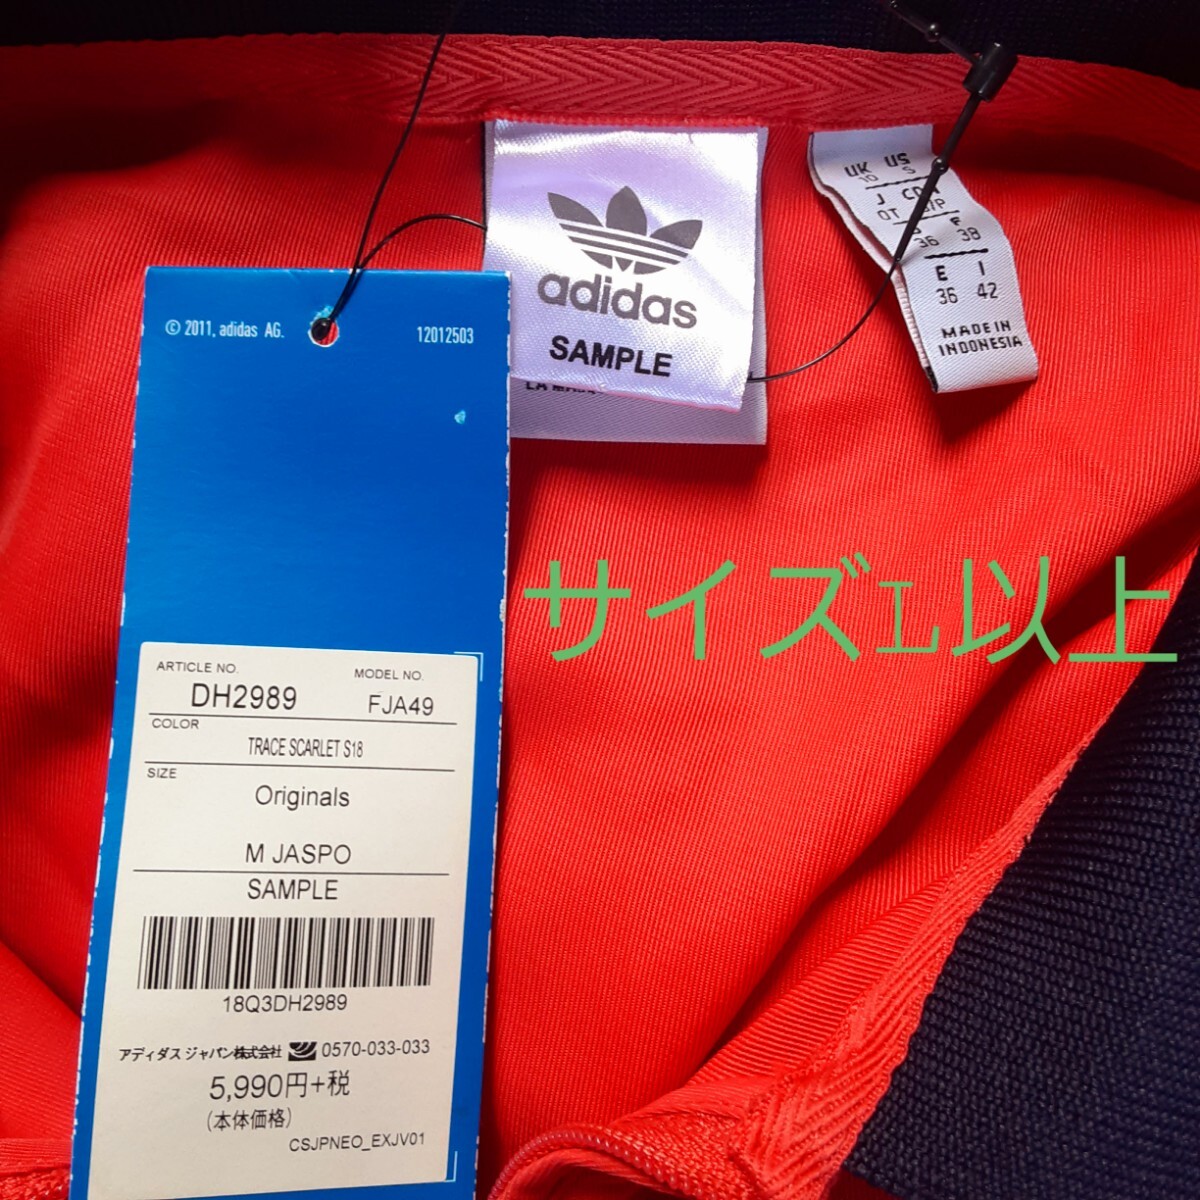 © 2011, adidas AG.
12012503
ARTICLE NO.
MODEL NO.
DH2989
FJA49
COLOR
TRACE SCARLET S18
SIZE
Originals
M JASPO
SAMPLE
18Q3DH2989
アディダス ジャパン株式会社
0570-033-033
5,990円+税
(本体価格)
CSJPNEO_EXJV01
adidas
SAMPLE
UK US
10 S
J
OT
F
36 38
E I
36 42
MADE IN
INDONESIA
サイズL以上